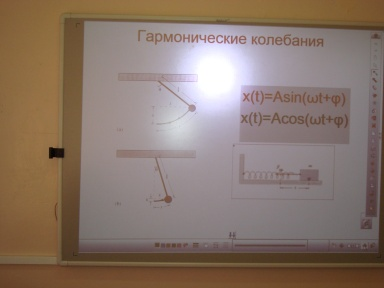 Гармонические колебания
x(t)=Asin(ωt+φ)
x(t)=Acos(ωt+φ)